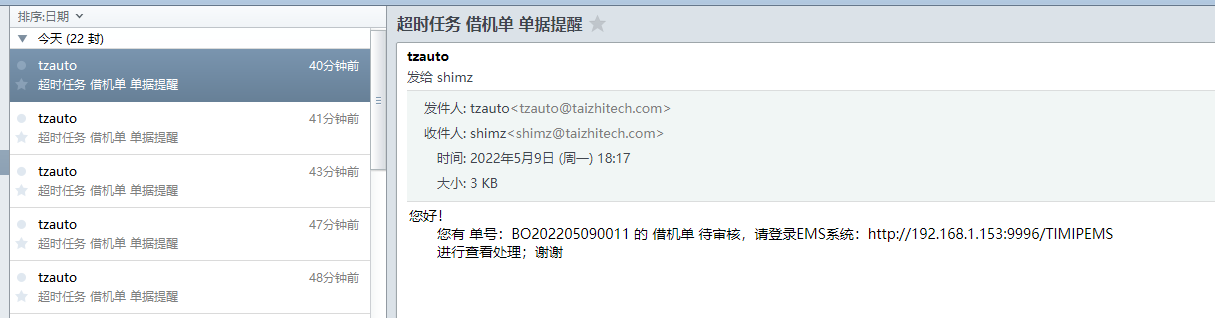 排序:日期
今天 (22 封)
tzauto 40分钟前
超时任务 借机单 单据提醒
tzauto 41分钟前
超时任务 借机单 单据提醒
tzauto 43分钟前
超时任务 借机单 单据提醒
tzauto 47分钟前
超时任务 借机单 单据提醒
tzauto 48分钟前
超时任务 借机单 单据提醒
超时任务 借机单 单据提醒
tzauto
发给 shimz
发件人: tzauto<tzauto@taizhitech.com>
收件人: shimz<shimz@taizhitech.com>
时间: 2022年5月9日 (周一) 18:17
大小: 3 KB
您好!
您有 单号：BO202205090011 的 借机单 待审核，请登录EMS系统：http://192.168.1.153:9996/TIMIPEMS
进行查看处理；谢谢